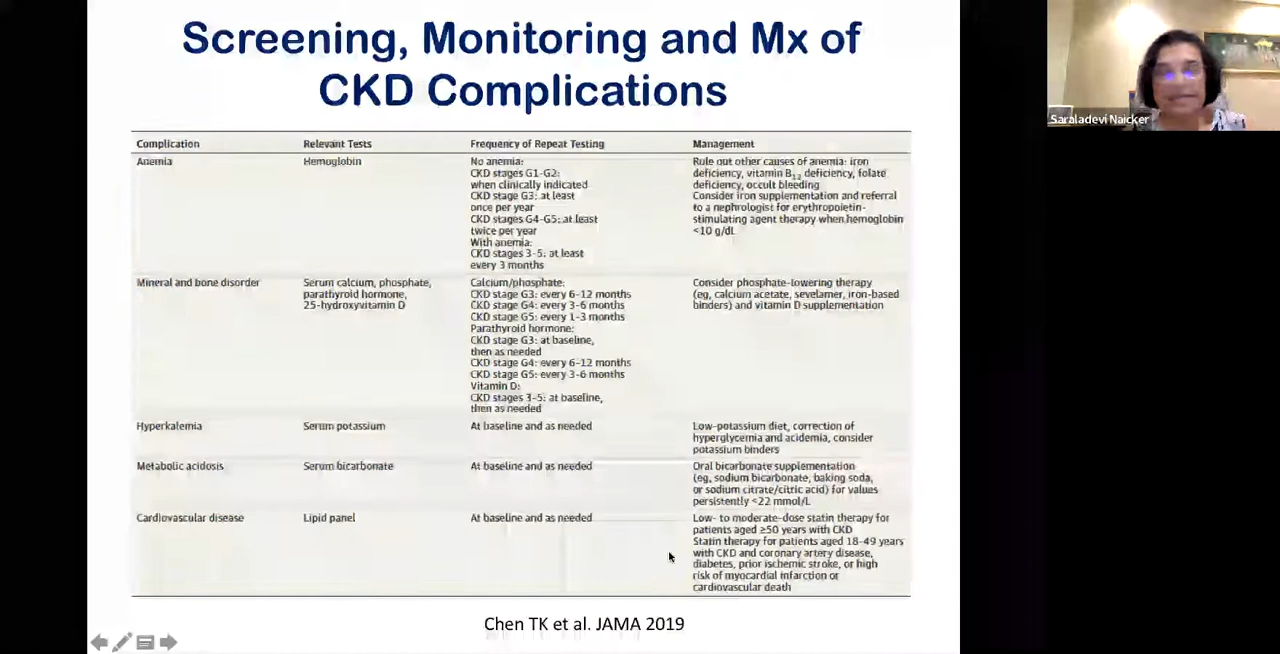 Screening, Monitoring and Mx of
CKD Complications
Complication
Relevant Tests
Frequency of Repeat Testing
Management
Anemia
Hemoglobin
No anemia:
CKD stages G1-G2:
when clinically indicated
CKD stage G3: at least
once per year
CKD stages G4-G5: at least
twice per year
With anemia:
CKD stages 3-5: at least
every 3 months
Rule out other causes of anemia: iron
deficiency, vitamin B12 deficiency, folate
deficiency, occult bleeding
Consider iron supplementation and referral
to a nephrologist for erythropoietin-
stimulating agent therapy when hemoglobin
<10 g/dL
Mineral and bone disorder
Serum calcium, phosphate,
parathyroid hormone,
25-hydroxyvitamin D
Calcium/phosphate:
CKD stage G3: every 6-12 months
CKD stage G4: every 3-6 months
CKD stage G5: every 1-3 months
Parathyroid hormone:
CKD stage G3: at baseline,
then as needed
CKD stage G4: every 6-12 months
CKD stage G5: every 3-6 months
Vitamin D:
CKD stages 3-5: at baseline,
then as needed
Consider phosphate-lowering therapy
(eg, calcium acetate, sevelamer, iron-based
binders) and vitamin D supplementation
Hyperkalemia
Serum potassium
At baseline and as needed
Low-potassium diet, correction of
hyperglycemia and acidemia, consider
potassium binders
Metabolic acidosis
Serum bicarbonate
At baseline and as needed
Oral bicarbonate supplementation
(eg, sodium bicarbonate, baking soda,
or sodium citrate/citric acid) for values
persistently <22 mmol/L
Cardiovascular disease
Lipid panel
At baseline and as needed
Low- to moderate-dose statin therapy for
patients aged ≥50 years with CKD
Statin therapy for patients aged 18-49 years
with CKD and coronary artery disease,
diabetes, prior ischemic stroke, or high
risk of myocardial infarction or
cardiovascular death
Chen TK et al. JAMA 2019
Saraladevi Naicker